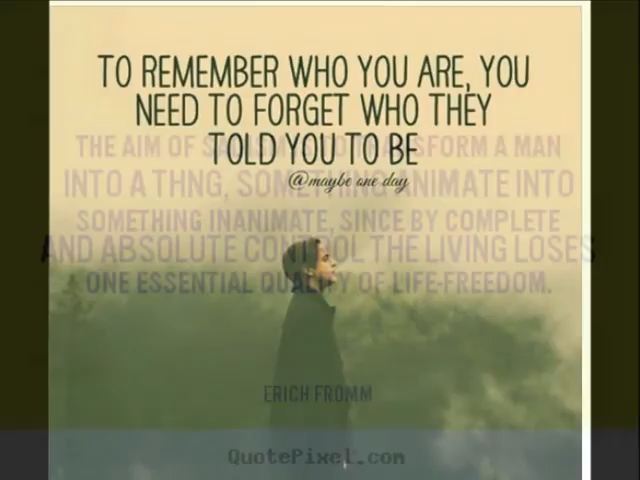 TO REMEMBER WHO YOU ARE, YOU
NEED TO FORGET WHO THEY
TOLD YOU TO BE
@maybe one day
THE AIM OF SADISM IS TO TRANSFORM A MAN
INTO A THNG, SOMETHING ANIMATE INTO
SOMETHING INANIMATE, SINCE BY COMPLETE
AND ABSOLUTE CONTROL THE LIVING LOSES
ONE ESSENTIAL QUALITY OF LIFE-FREEDOM.
ERICH FROMM
QuotePixel.com